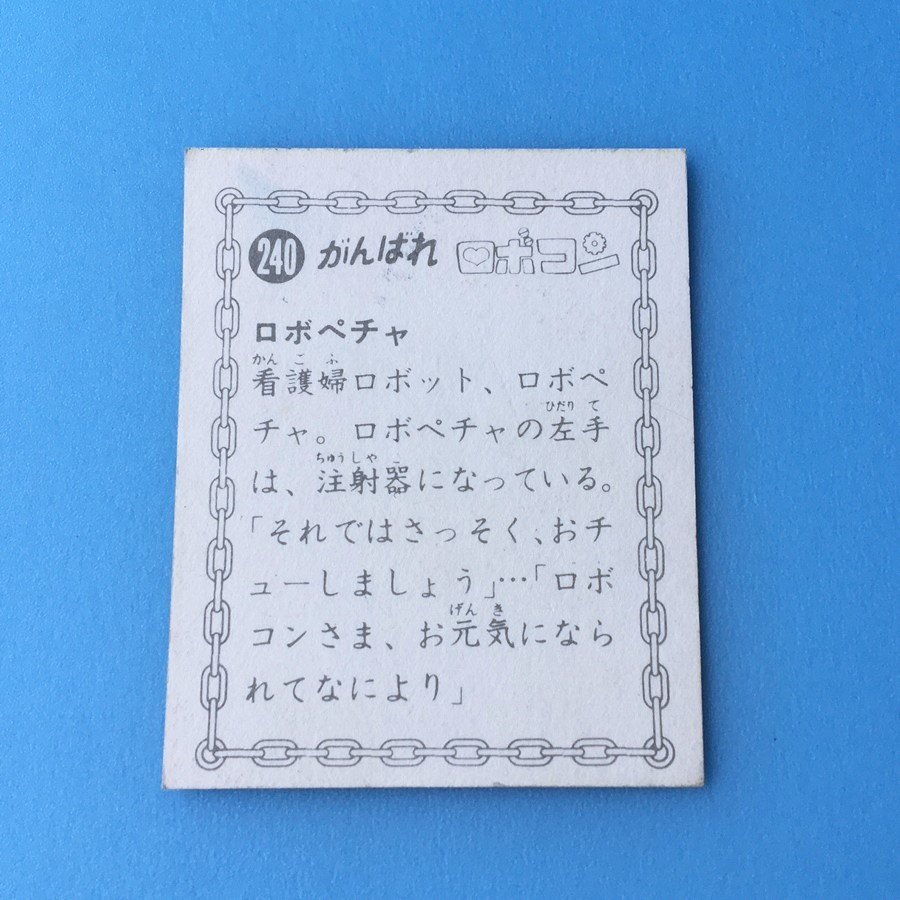 240 がんばれ ロボコン
ロボペチャ
かんごふ
看護婦ロボット、ロボペ
ひだりて
チャ。ロボペチャの左手
ちゅうしゃこ
は、注射器になっている。
「それではさっそく、おチ
ューしましょう」…「ロボ
げんき
コンさま、お元気になら
れてなにより」